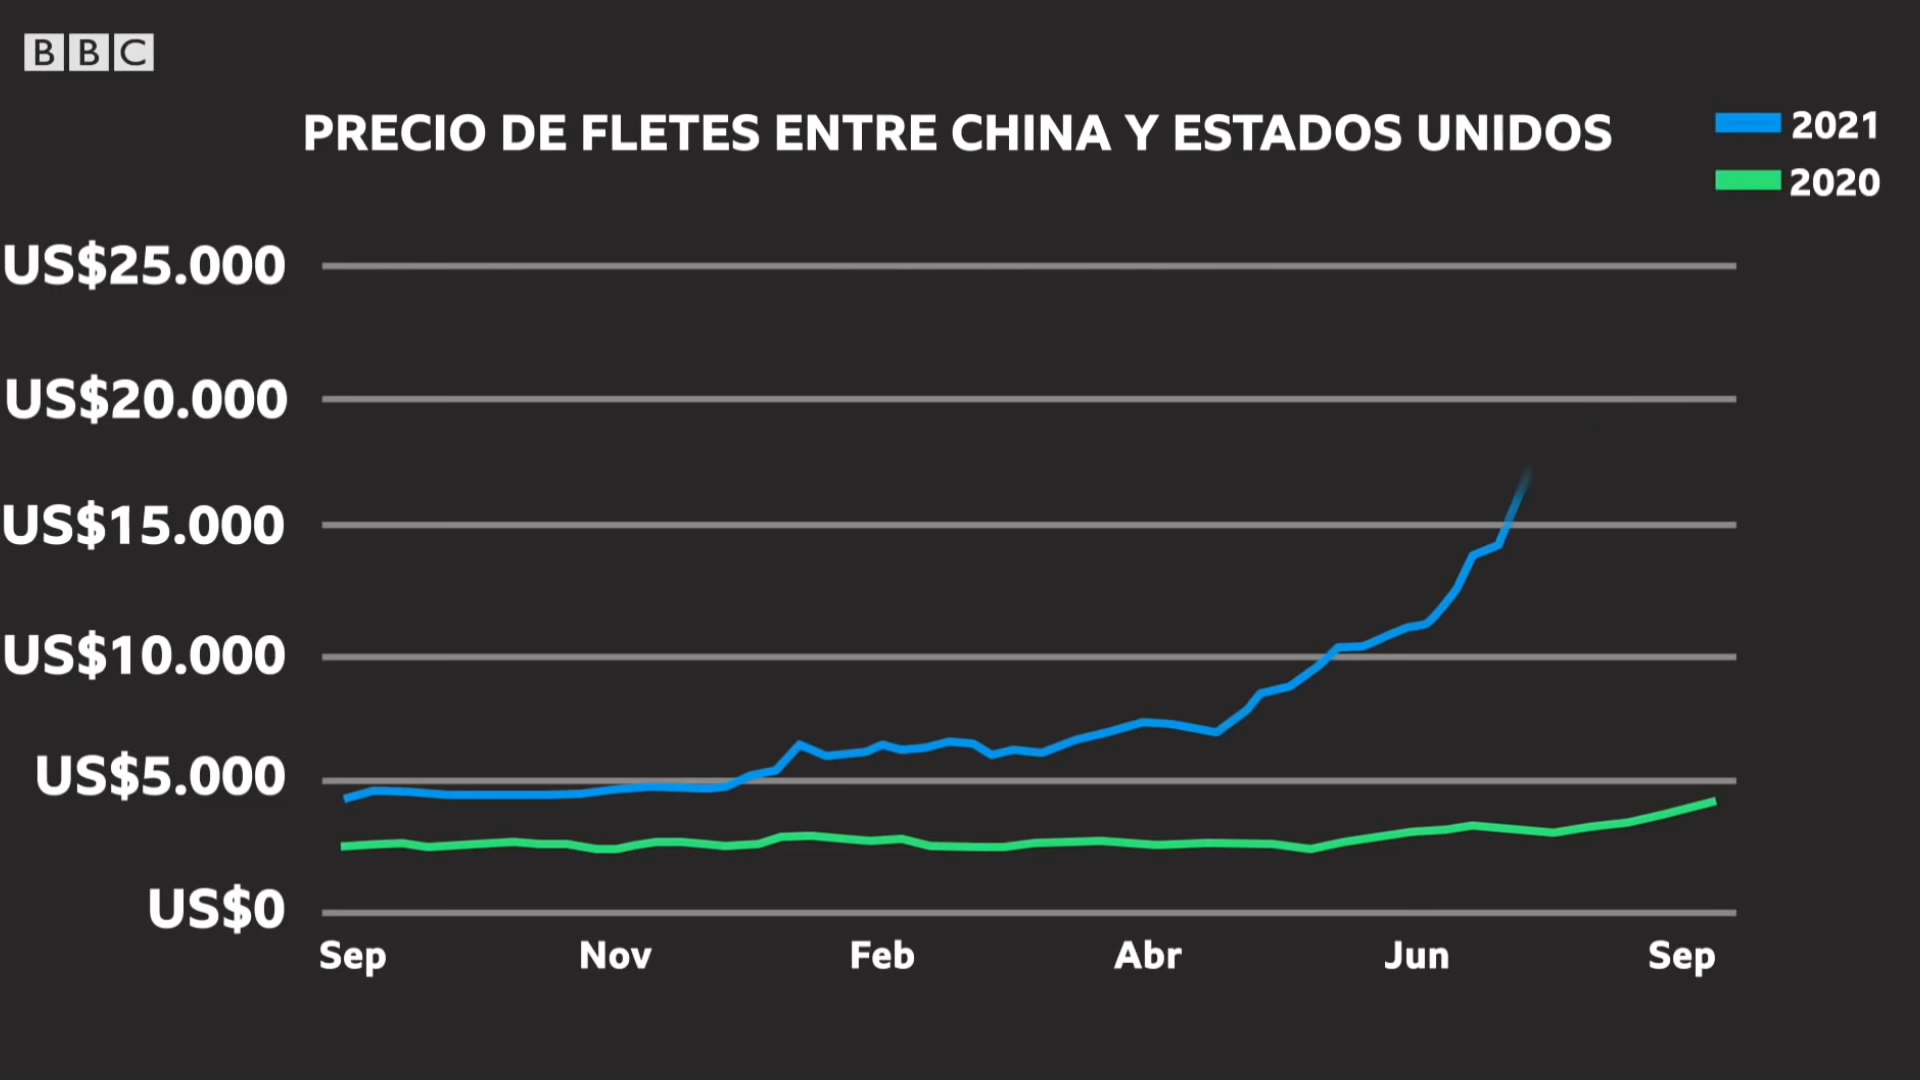 BBC
PRECIO DE FLETES ENTRE CHINA Y ESTADOS UNIDOS
2021
2020
US$25.000
US$20.000
US$15.000
US$10.000
US$5.000
US$0
Sep Nov Feb Abr Jun Sep